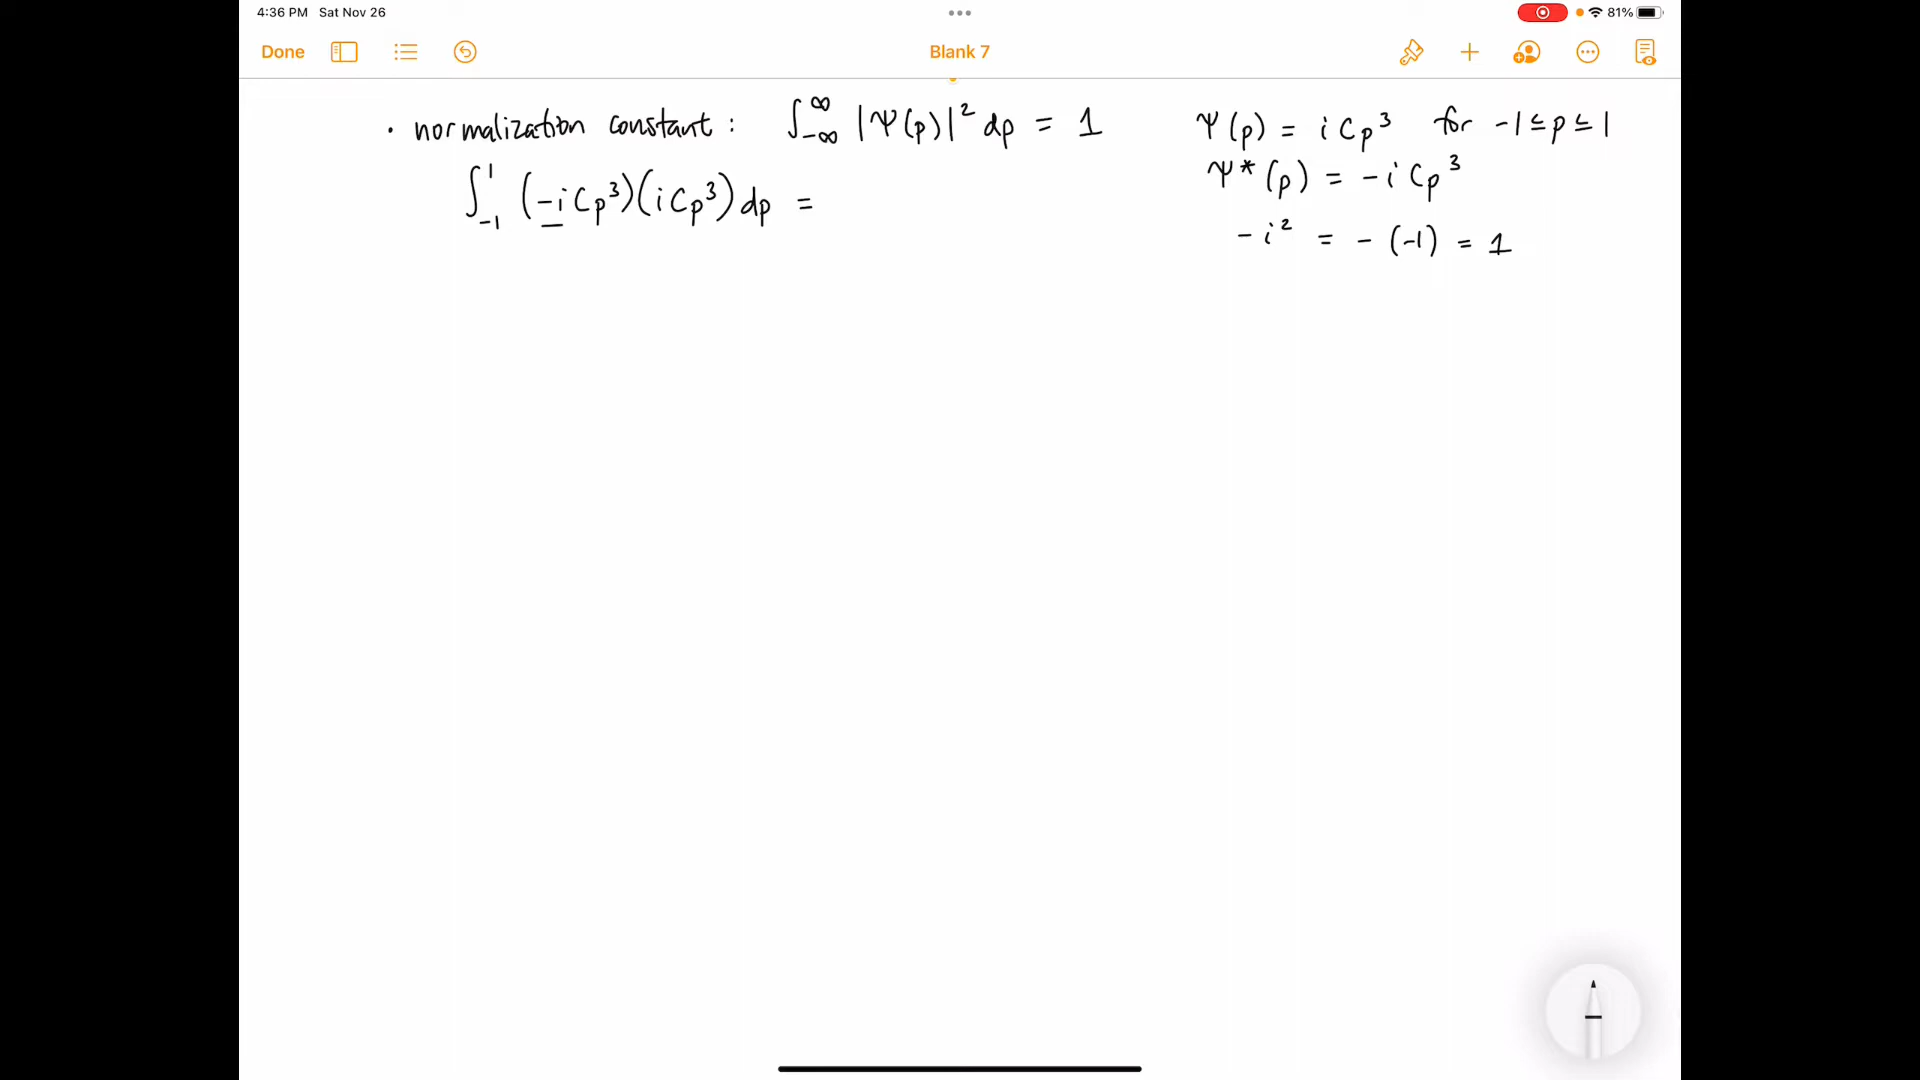 4:36 PM Sat Nov 26
81%
Done
Blank 7
· normalization constant : ∫_{-∞}^{∞} |Ψ(p)|² dp = 1
∫_{-1}^{1} (-iCp³)(iCp³) dp =
Ψ(p) = iCp³ for -1 ≤ p ≤ 1
Ψ*(p) = -iCp³
-i² = -(-1) = 1